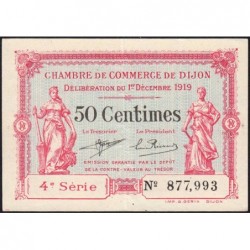 CHAMBRE DE COMMERCE DE DIJON
DÉLIBÉRATION DU 1ER DÉCEMBRE 1919
50 Centimes
Le Trésorier Le Président
ÉMISSION GARANTIE PAR LE DÉPÔT
DE LA CONTRE-VALEUR AU TRÉSOR
4e Série Nº 877,993
DIJON